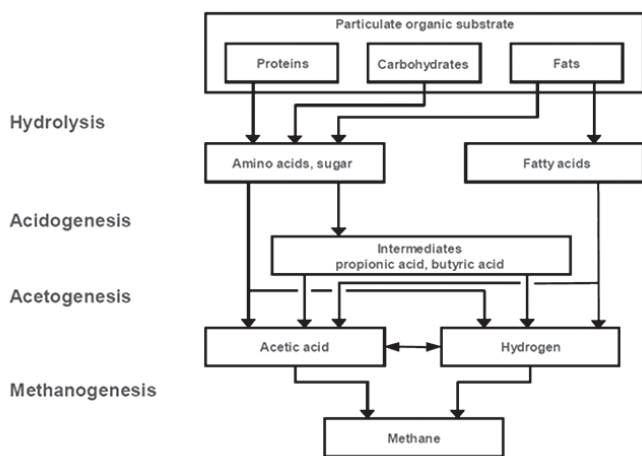 Particulate organic substrate
Proteins
Carbohydrates
Fats
Hydrolysis
Amino acids, sugar
Fatty acids
Acidogenesis
Intermediates
propionic acid, butyric acid
Acetogenesis
Acetic acid
Hydrogen
Methanogenesis
Methane